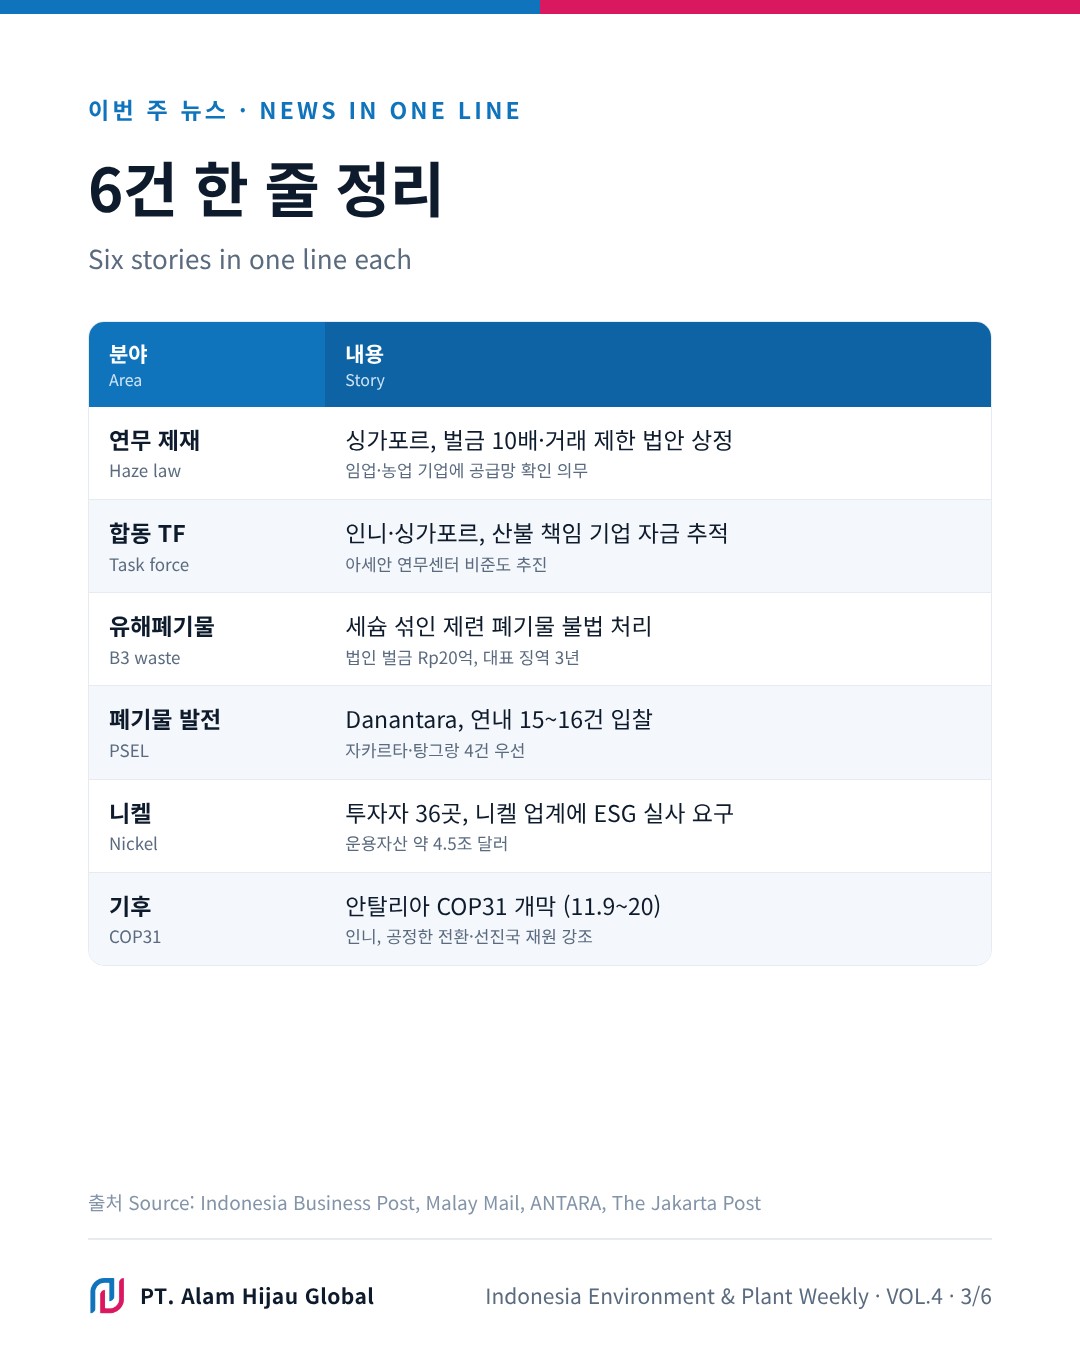 이번 주 뉴스 · NEWS IN ONE LINE
6건 한 줄 정리
Six stories in one line each
분야 내용
Area Story
연무 제재 싱가포르, 벌금 10배·거래 제한 법안 상정
Haze law 임업·농업 기업에 공급망 확인 의무
합동 TF 인니·싱가포르, 산불 책임 기업 자금 추적
Task force 아세안 연무센터 비준도 추진
유해폐기물 세슘 섞인 제련 폐기물 불법 처리
B3 waste 법인 벌금 Rp20억, 대표 징역 3년
폐기물 발전 Danantara, 연내 15~16건 입찰
PSEL 자카르타·탕그랑 4건 우선
니켈 투자자 36곳, 니켈 업계에 ESG 실사 요구
Nickel 운용자산 약 4.5조 달러
기후 안탈리아 COP31 개막 (11.9~20)
COP31 인니, 공정한 전환·선진국 재원 강조
출처 Source: Indonesia Business Post, Malay Mail, ANTARA, The Jakarta Post
PT. Alam Hijau Global Indonesia Environment & Plant Weekly · VOL.4 · 3/6